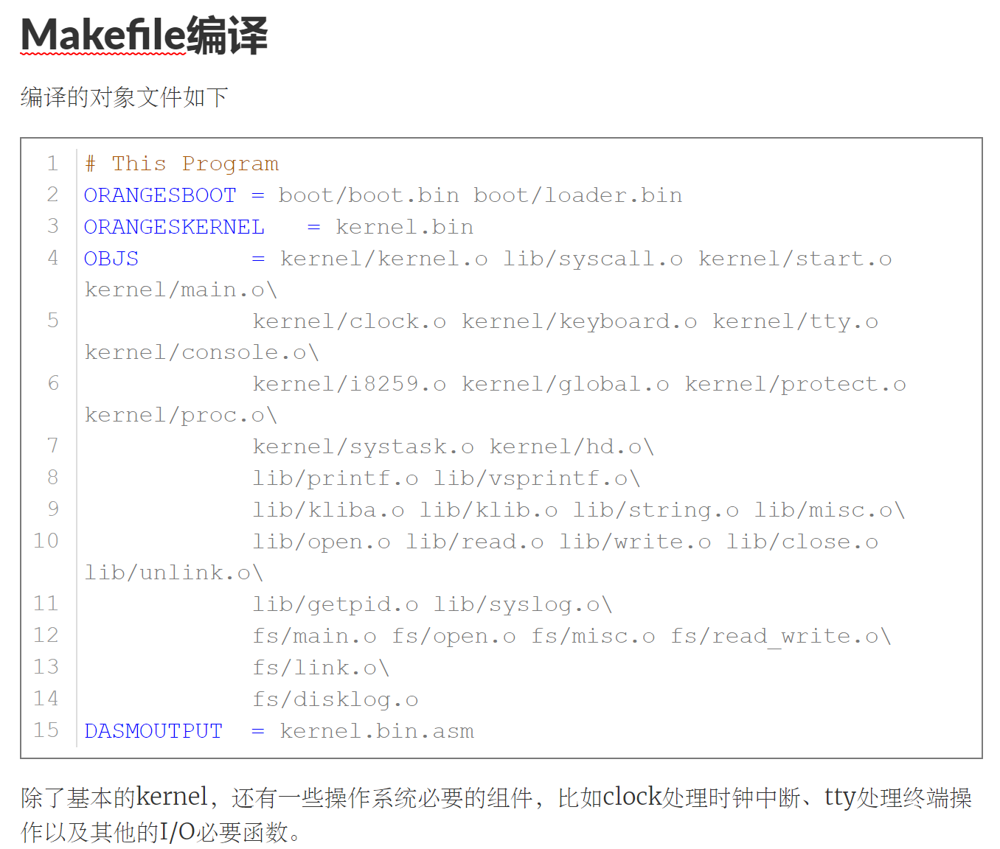 Makefile编译
编译的对象文件如下
1 # This Program
2 ORANGESBOOT = boot/boot.bin boot/loader.bin
3 ORANGESKERNEL   = kernel.bin
4 OBJS        = kernel/kernel.o lib/syscall.o kernel/start.o
kernel/main.o\
5             kernel/clock.o kernel/keyboard.o kernel/tty.o
kernel/console.o\
6             kernel/i8259.o kernel/global.o kernel/protect.o
kernel/proc.o\
7             kernel/systask.o kernel/hd.o\
8             lib/printf.o lib/vsprintf.o\
9             lib/kliba.o lib/klib.o lib/string.o lib/misc.o\
10             lib/open.o lib/read.o lib/write.o lib/close.o
lib/unlink.o\
11             lib/getpid.o lib/syslog.o\
12             fs/main.o fs/open.o fs/misc.o fs/read_write.o\
13             fs/link.o\
14             fs/disklog.o
15 DASMOUTPUT  = kernel.bin.asm
除了基本的kernel，还有一些操作系统必要的组件，比如clock处理时钟中断、tty处理终端操
作以及其他的I/O必要函数。